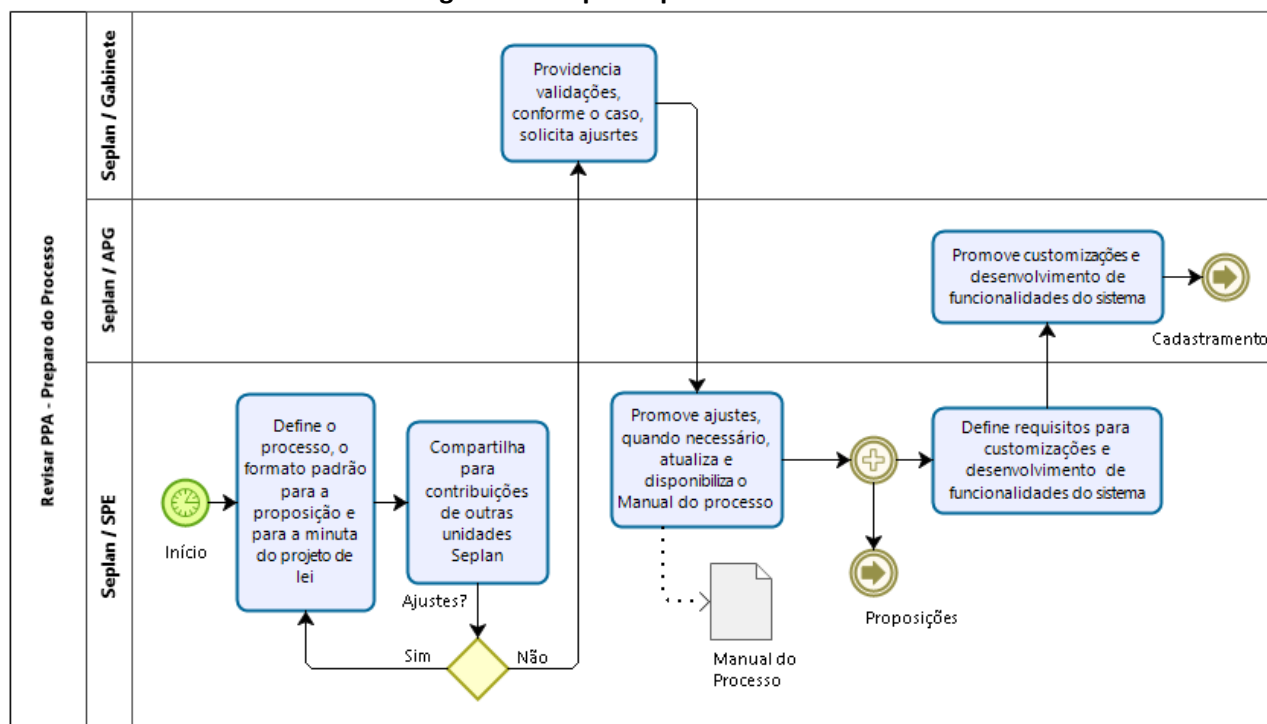 Revisar PPA - Preparo do Processo
Seplan / Gabinete
Providencia
validações,
conforme o caso,
solicita ajusrtes
Seplan / APG
Promove customizações e
desenvolvimento de
funcionalidades do sistema
Cadastramento
Seplan / SPE
Início
Define o
processo, o
formato padrão
para a
proposição e
para a minuta
do projeto de
lei
Compartilha
para
contribuições
de outras
unidades
Seplan
Ajustes?
Sim
Não
Promove ajustes,
quando necessário,
atualiza e
disponibiliza o
Manual do processo
Manual do
Processo
Proposições
Define requisitos para
customizações e
desenvolvimento de
funcionalidades do sistema